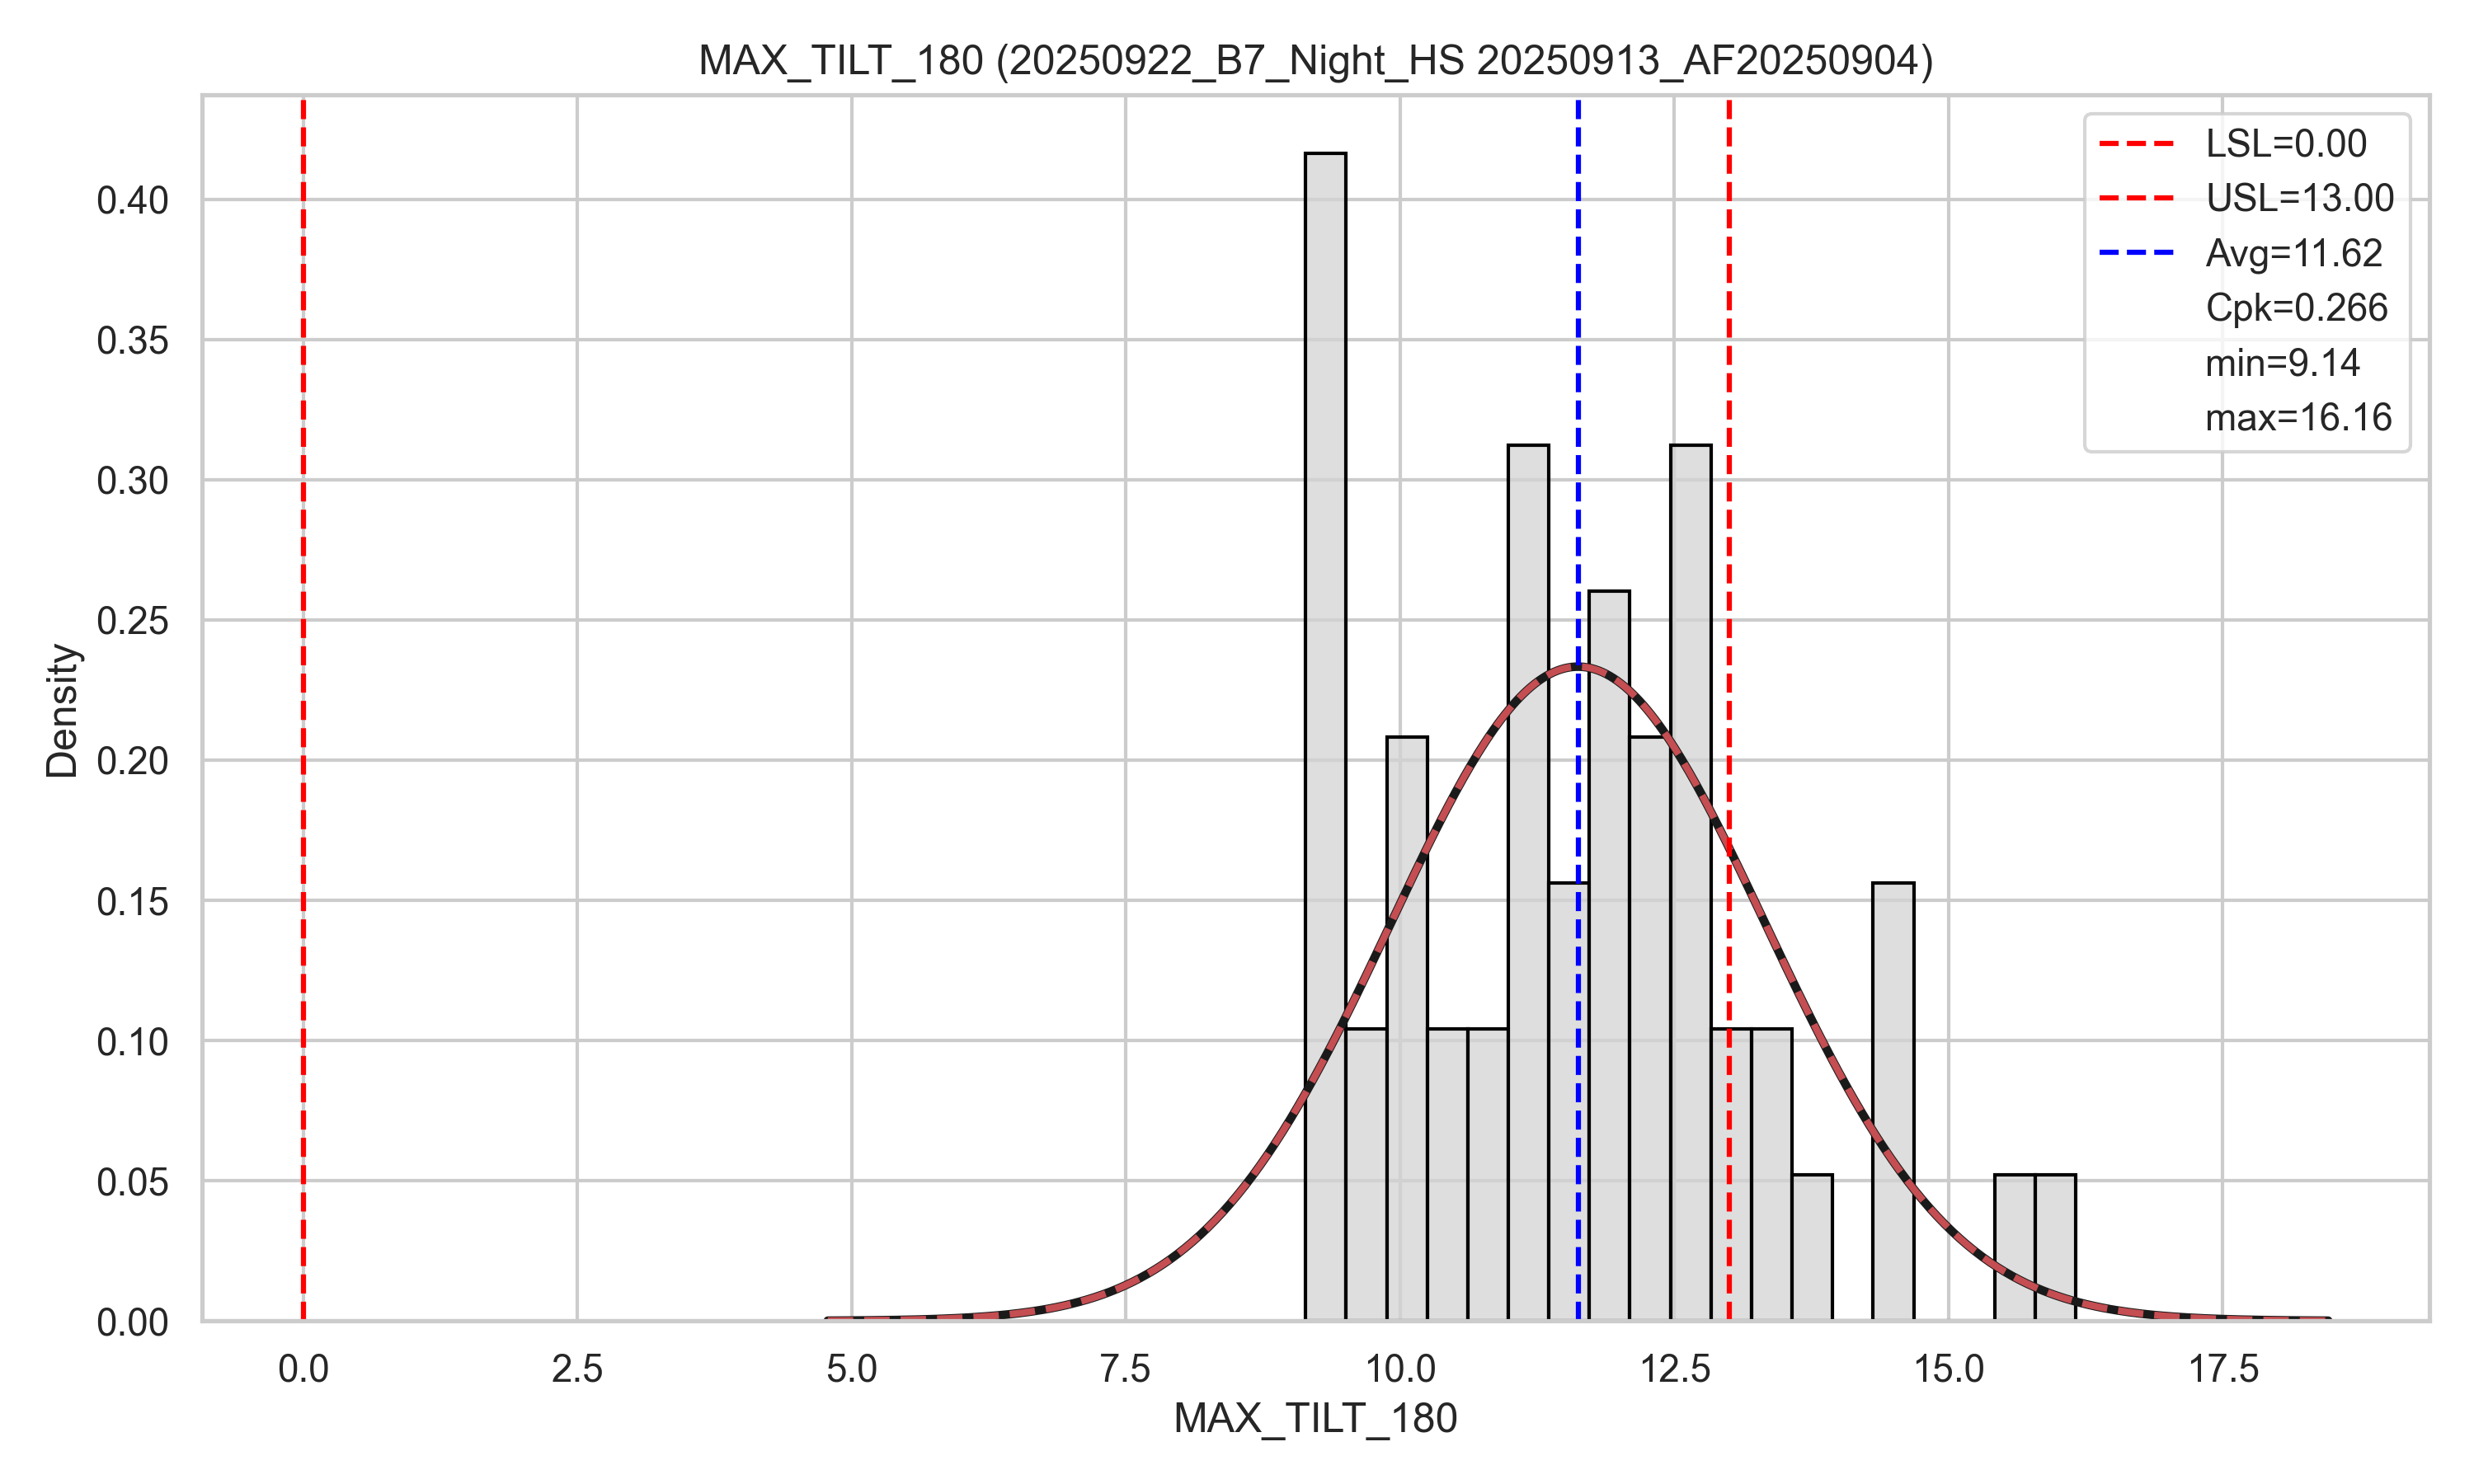 MAX_TILT_180 (20250922_B7_Night_HS 20250913_AF20250904)
LSL=0.00
USL=13.00
Avg=11.62
Cpk=0.266
min=9.14
max=16.16
Density
0.40
0.35
0.30
0.25
0.20
0.15
0.10
0.05
0.00
0.0 2.5 5.0 7.5 10.0 12.5 15.0 17.5
MAX_TILT_180